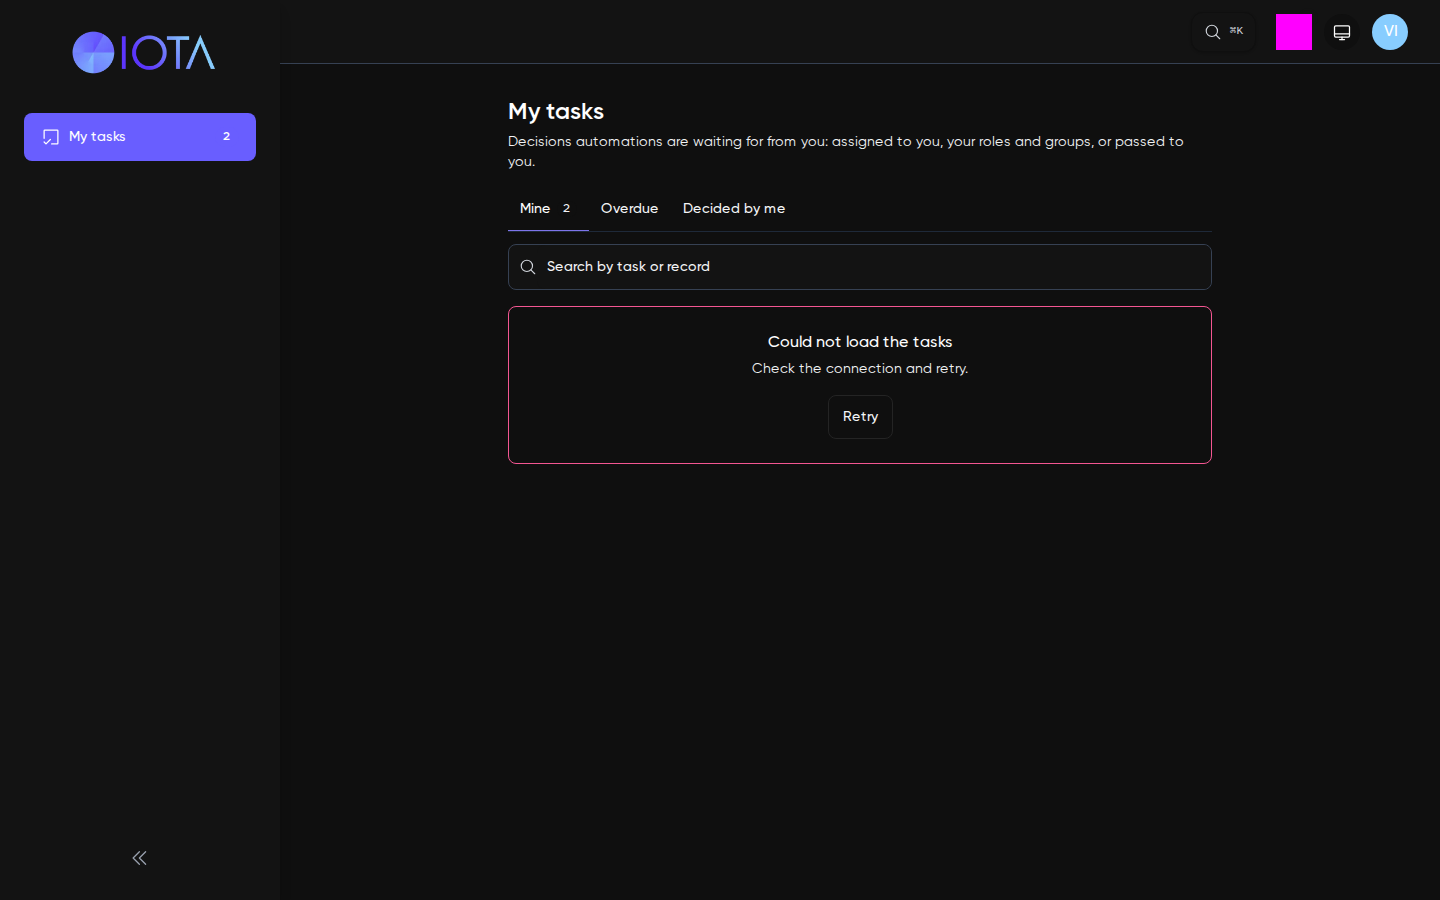 IOTA
⌘K
VI
My tasks 2
My tasks
Decisions automations are waiting for from you: assigned to you, your roles and groups, or passed to
you.
Mine 2 Overdue Decided by me
Search by task or record
Could not load the tasks
Check the connection and retry.
Retry